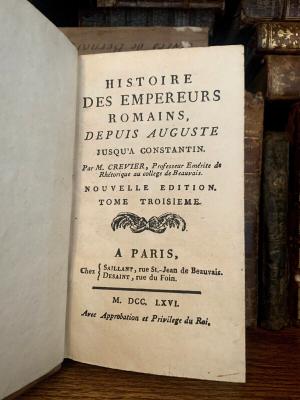 HISTOIRE
DES EMPEREURS
ROMAINS,
DEPUIS AUGUSTE
JUSQU'A CONSTANTIN.
Par M. CREVIER, Professeur Emérite de
Rhétorique au college de Beauvais.
NOUVELLE EDITION.
TOME TROISIEME.
A PARIS,
Chez { SAILLANT, rue St.-Jean de Beauvais.
DESAINT, rue du Foin.
M. DCC. LXVI.
Avec Approbation et Privilege du Roi.